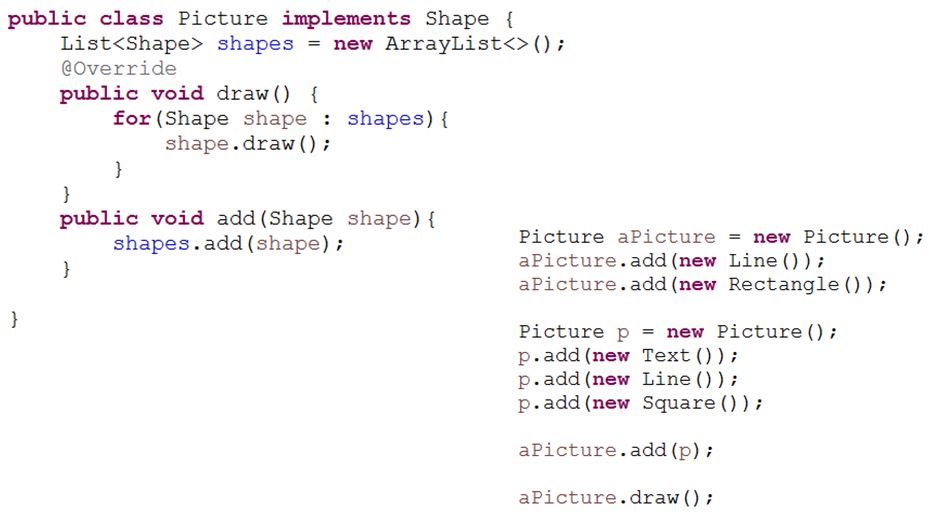 public class Picture implements Shape {
    List<Shape> shapes = new ArrayList<>();
    @Override
    public void draw() {
        for(Shape shape : shapes){
            shape.draw();
        }
    }
    public void add(Shape shape){
        shapes.add(shape);
    }
}
Picture aPicture = new Picture();
aPicture.add(new Line());
aPicture.add(new Rectangle());
Picture p = new Picture();
p.add(new Text());
p.add(new Line());
p.add(new Square());
aPicture.add(p);
aPicture.draw();